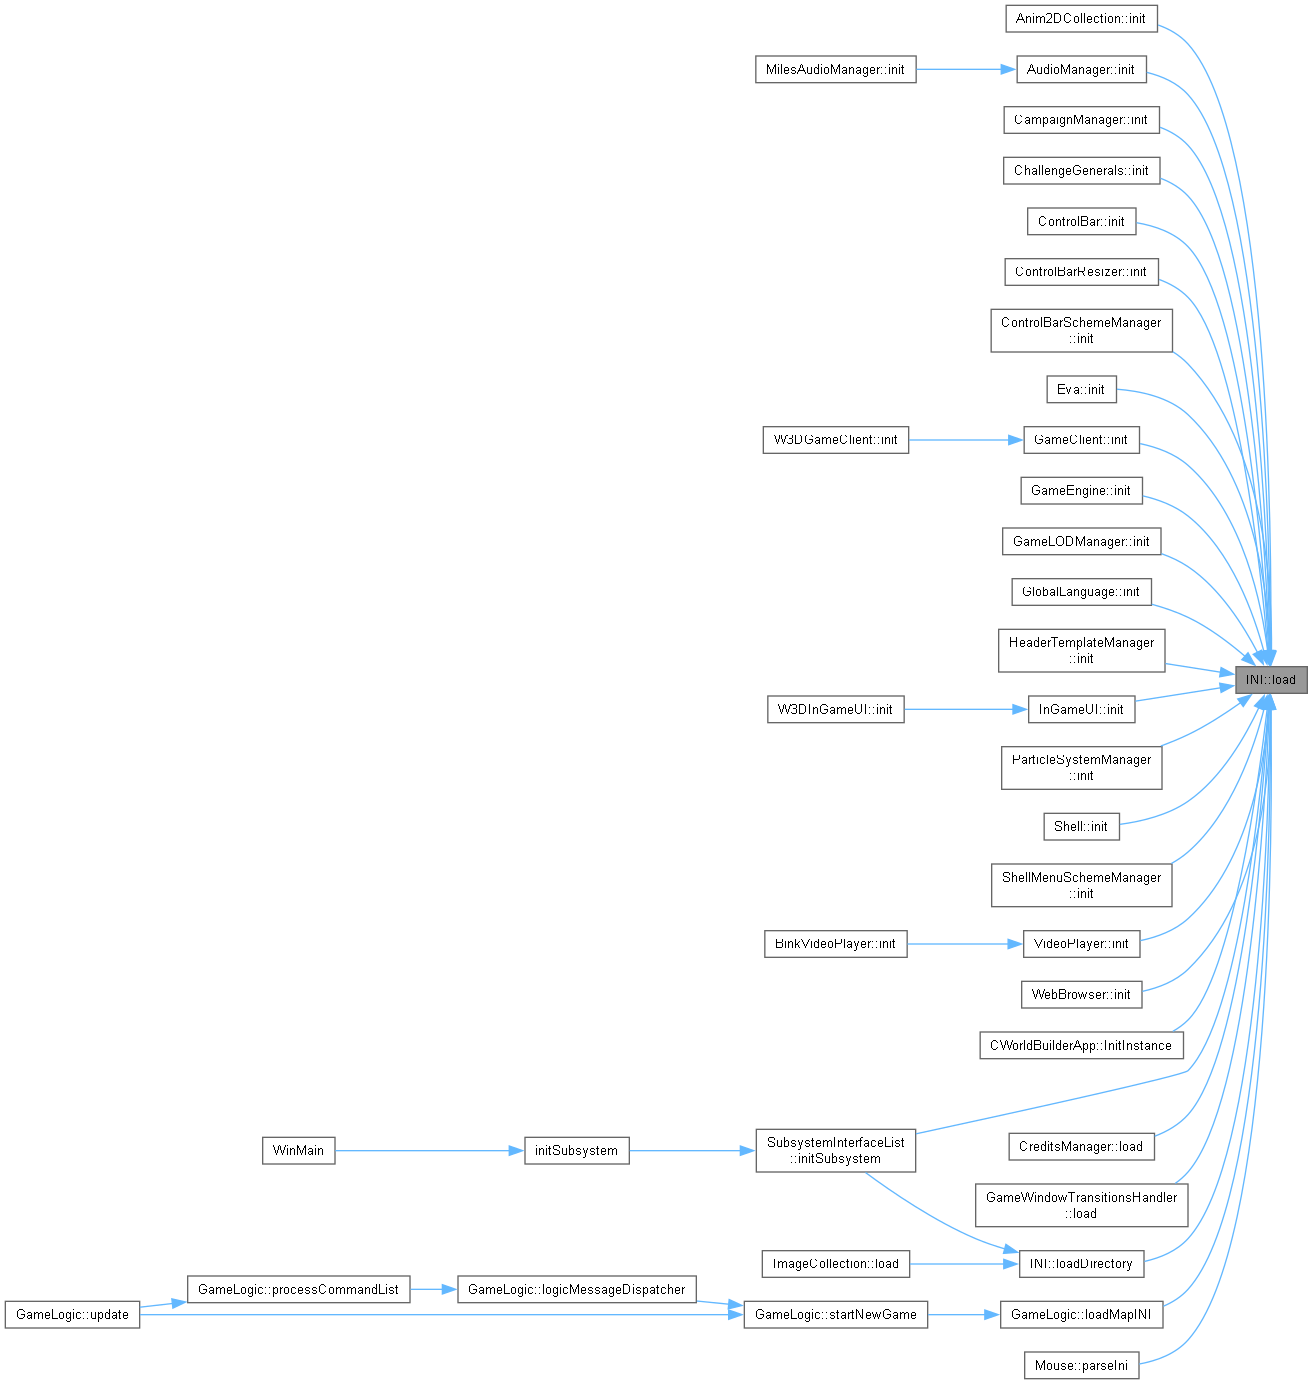 Anim2DCollection::init
MilesAudioManager::init
AudioManager::init
CampaignManager::init
ChallengeGenerals::init
ControlBar::init
ControlBarResizer::init
ControlBarSchemeManager
::init
Eva::init
W3DGameClient::init
GameClient::init
GameEngine::init
GameLODManager::init
GlobalLanguage::init
HeaderTemplateManager
::init
INI::load
W3DInGameUI::init
InGameUI::init
ParticleSystemManager
::init
Shell::init
ShellMenuSchemeManager
::init
BinkVideoPlayer::init
VideoPlayer::init
WebBrowser::init
CWorldBuilderApp::InitInstance
WinMain
initSubsystem
SubsystemInterfaceList
::initSubsystem
CreditsManager::load
GameWindowTransitionsHandler
::load
ImageCollection::load
INI::loadDirectory
GameLogic::processCommandList
GameLogic::logicMessageDispatcher
GameLogic::update
GameLogic::startNewGame
GameLogic::loadMapINI
Mouse::parseIni